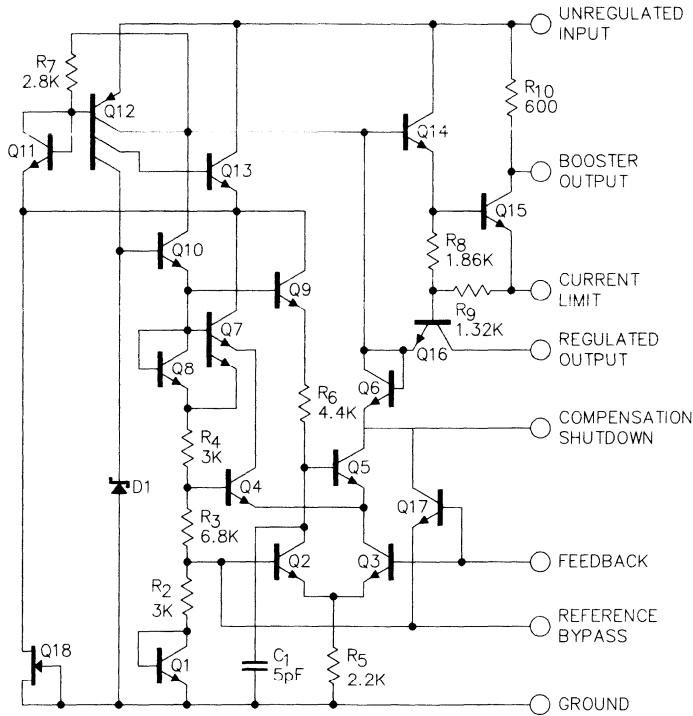 UNREGULATED
INPUT
R7
2.8K
Q12
R10
600
Q11
Q14
Q13
BOOSTER
OUTPUT
Q15
Q10
R8
1.86K
Q9
CURRENT
LIMIT
R9
1.32K
Q7
Q16
REGULATED
OUTPUT
Q8
Q6
R6
4.4K
COMPENSATION
SHUTDOWN
R4
3K
Q5
D1
Q4
Q17
R3
6.8K
Q2
Q3
FEEDBACK
R2
3K
REFERENCE
BYPASS
Q18
Q1
C1
5pF
R5
2.2K
GROUND